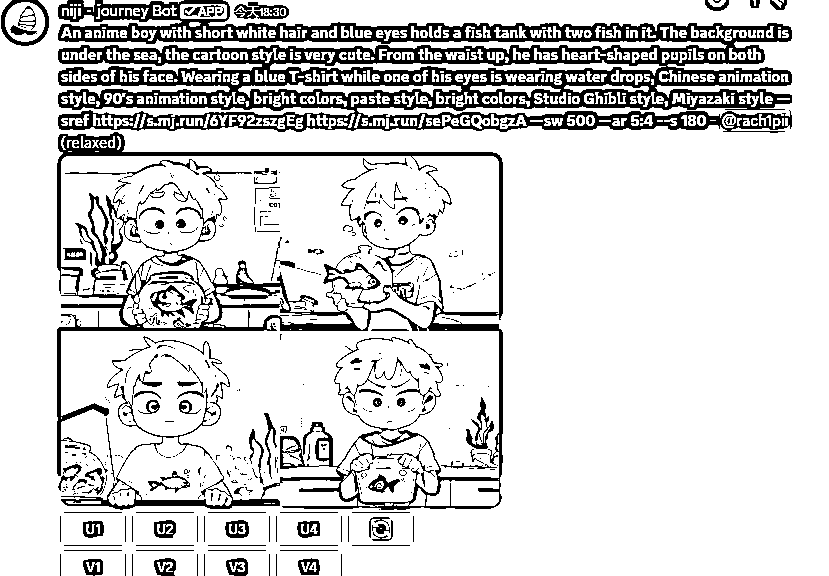 niji - journey Bot ✓APP 今天18:30
An anime boy with short white hair and blue eyes holds a fish tank with two fish in it. The background is
under the sea, the cartoon style is very cute. From the waist up, he has heart-shaped pupils on both
sides of his face. Wearing a blue T-shirt while one of his eyes is wearing water drops, Chinese animation
style, 90's animation style, bright colors, paste style, bright colors, Studio Ghibli style, Miyazaki style —
sref https://s.mj.run/6YF92zszgEg https://s.mj.run/sePeGQobgzA —sw 500 —ar 5:4 --s 180 - @rach1pii
(relaxed)
U1 U2 U3 U4
V1 V2 V3 V4